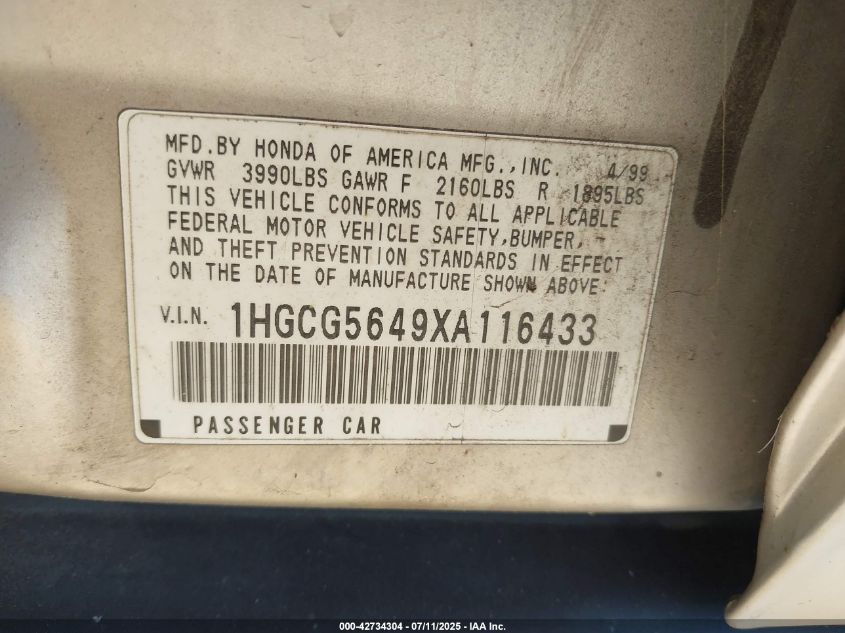 MFD.BY HONDA OF AMERICA MFG.,INC. 4/99
GVWR 3990LBS GAWR F 2160LBS R 1895LBS
THIS VEHICLE CONFORMS TO ALL APPLICABLE
FEDERAL MOTOR VEHICLE SAFETY,BUMPER,
AND THEFT PREVENTION STANDARDS IN EFFECT
ON THE DATE OF MANUFACTURE SHOWN ABOVE:
V.I.N. 1HGCG5649XA116433
PASSENGER CAR
000-42734304 - 07/11/2025 - IAA Inc.